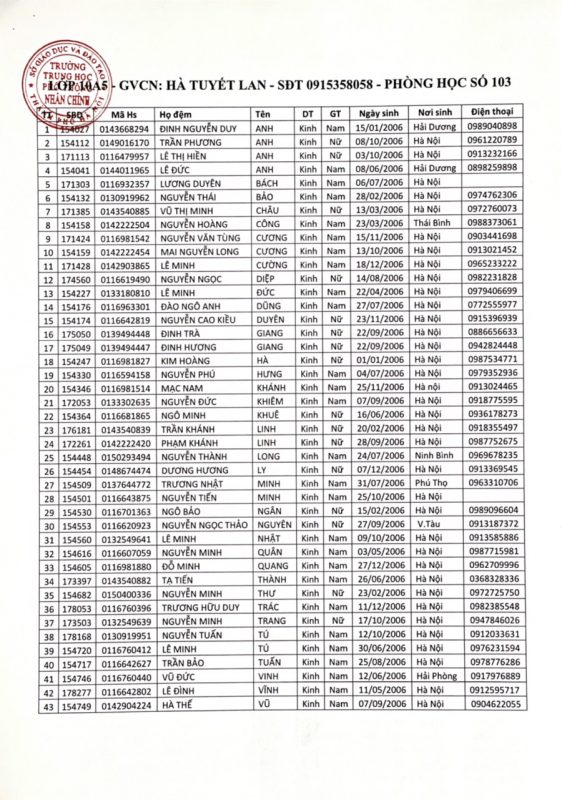 SỞ GIÁO DỤC VÀ ĐÀO TẠO
TRƯỜNG
TRUNG HỌC
PHỔ THÔNG
NHÂN CHÍNH
LỚP 10A5 - GVCN: HÀ TUYẾT LAN - SĐT 0915358058 - PHÒNG HỌC SỐ 103
TT SBD Mã Hs Họ đệm Tên DT GT Ngày sinh Nơi sinh Điện thoại
1 154027 0143668294 ĐINH NGUYỄN DUY ANH Kinh Nam 15/01/2006 Hải Dương 0989040898
2 154112 0149016170 TRẦN PHƯƠNG ANH Kinh Nữ 08/10/2006 Hà Nội 0961220789
3 171113 0116479957 LÊ THỊ HIỀN ANH Kinh Nữ 03/10/2006 Hà Nội 0913232166
4 154041 0144011965 LÊ ĐỨC ANH Kinh Nam 08/06/2006 Hải Dương 0898259898
5 171303 0116932357 LƯƠNG DUYÊN BÁCH Kinh Nam 06/07/2006 Hà Nội
6 154132 0130919962 NGUYỄN THÁI BẢO Kinh Nam 28/02/2006 Hà Nội 0974762306
7 171385 0143540885 VŨ THỊ MINH CHÂU Kinh Nữ 13/03/2006 Hà Nội 0972760073
8 154158 0142222504 NGUYỄN HOÀNG CÔNG Kinh Nam 23/03/2006 Thái Bình 0988373061
9 171424 0116981542 NGUYỄN VĂN TÙNG CƯƠNG Kinh Nam 15/11/2006 Hà Nội 0903441698
10 154159 0142222454 MAI NGUYỄN LONG CƯƠNG Kinh Nam 13/10/2006 Hà Nội 0913021452
11 171428 0142903865 LÊ MINH CƯỜNG Kinh Nam 18/12/2006 Hà Nội 0965233222
12 174560 0116619490 NGUYỄN NGỌC DIỆP Kinh Nữ 14/08/2006 Hà Nội 0982231828
13 154227 0133180810 LÊ MINH ĐỨC Kinh Nam 22/04/2006 Hà Nội 0979406699
14 154176 0116963301 ĐÀO NGÔ ANH DŨNG Kinh Nam 27/07/2006 Hà Nội 0772555977
15 154174 0116642819 NGUYỄN CAO KIỀU DUYÊN Kinh Nữ 23/11/2006 Hà Nội 0915396939
16 175050 0139494448 ĐINH TRÀ GIANG Kinh Nữ 22/09/2006 Hà Nội 0886656633
17 175049 0139494447 ĐINH HƯƠNG GIANG Kinh Nữ 22/09/2006 Hà Nội 0942824448
18 154247 0116981827 KIM HOÀNG HÀ Kinh Nữ 01/01/2006 Hà Nội 0987534771
19 154330 0116594158 NGUYỄN PHÚ HƯNG Kinh Nam 04/07/2006 Hà Nội 0979352936
20 154346 0116981514 MẠC NAM KHÁNH Kinh Nam 25/11/2006 Hà nội 0913024465
21 172053 0133302635 NGUYỄN ĐỨC KHIÊM Kinh Nam 07/09/2006 Hà Nội 0918775595
22 154364 0116681865 NGÔ MINH KHUÊ Kinh Nữ 16/06/2006 Hà Nội 0936178273
23 176181 0143540839 TRẦN KHÁNH LINH Kinh Nữ 20/02/2006 Hà Nội 0918355497
24 172261 0142222420 PHẠM KHÁNH LINH Kinh Nữ 28/09/2006 Hà Nội 0987752675
25 154448 0150293494 NGUYỄN THÀNH LONG Kinh Nam 24/07/2006 Ninh Bình 0969678235
26 154454 0148674474 DƯƠNG HƯƠNG LY Kinh Nữ 07/12/2006 Hà Nội 0913369545
27 154509 0137644772 TRƯƠNG NHẬT MINH Kinh Nam 31/07/2006 Phú Thọ 0963310706
28 154501 0116643875 NGUYỄN TIẾN MINH Kinh Nam 25/10/2006 Hà Nội
29 154530 0116701363 NGÔ BẢO NGÂN Kinh Nữ 15/02/2006 Hà Nội 0989096604
30 154553 0116620923 NGUYỄN NGỌC THẢO NGUYÊN Kinh Nữ 27/09/2006 V.Tàu 0913187372
31 154560 0132549641 LÊ MINH NHẬT Kinh Nam 09/10/2006 Hà Nội 0913585886
32 154616 0116607059 NGUYỄN MINH QUÂN Kinh Nam 03/05/2006 Hà Nội 0987715981
33 154605 0116981880 ĐỖ MINH QUANG Kinh Nam 27/12/2006 Hà Nội 0962709996
34 173397 0143540882 TẠ TIẾN THÀNH Kinh Nam 26/06/2006 Hà Nội 0368328336
35 154682 0150400336 NGUYỄN MINH THƯ Kinh Nữ 23/02/2006 Hà Nội 0972725750
36 178053 0116760396 TRƯƠNG HỮU DUY TRÁC Kinh Nam 11/12/2006 Hà Nội 0982385548
37 173503 0132549639 NGUYỄN MINH TRANG Kinh Nữ 17/10/2006 Hà Nội 0947846026
38 178168 0130919951 NGUYỄN TUẤN TÚ Kinh Nam 12/10/2006 Hà Nội 0912033631
39 154720 0116760412 LÊ MINH TÚ Kinh Nam 30/06/2006 Hà Nội 0976231594
40 154717 0116642627 TRẦN BẢO TUẤN Kinh Nam 25/08/2006 Hà Nội 0978776286
41 154746 0116760440 VŨ ĐỨC VINH Kinh Nam 12/06/2006 Hải Phòng 0917976889
42 178277 0116642802 LÊ ĐÌNH VĨNH Kinh Nam 11/05/2006 Hà Nội 0912595717
43 154749 0142904224 HÀ THẾ VŨ Kinh Nam 07/09/2006 Hà Nội 0904622055